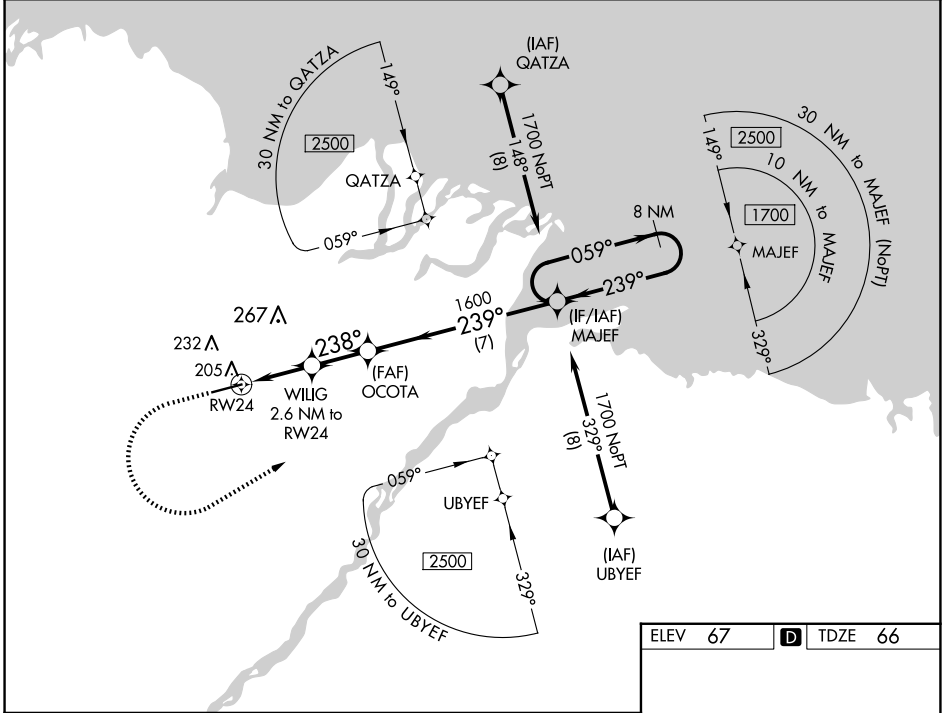 (IAF)
QATZA
30 NM to QATZA
149°
2500
QATZA
059°
1700 NoPT
148°
(8)
30 NM to MAJEF (NoPT)
2500
149°
10 NM to MAJEF
1700
MAJEF
329°
8 NM
059°
239°
(IF/IAF)
MAJEF
1600
239°
(7)
267
232
205
238°
(FAF)
OCOTA
WILIG
2.6 NM to
RW24
RW24
1700 NoPT
329°
(8)
059°
UBYEF
2500
329°
30 NM to UBYEF
(IAF)
UBYEF
ELEV 67 D TDZE 66